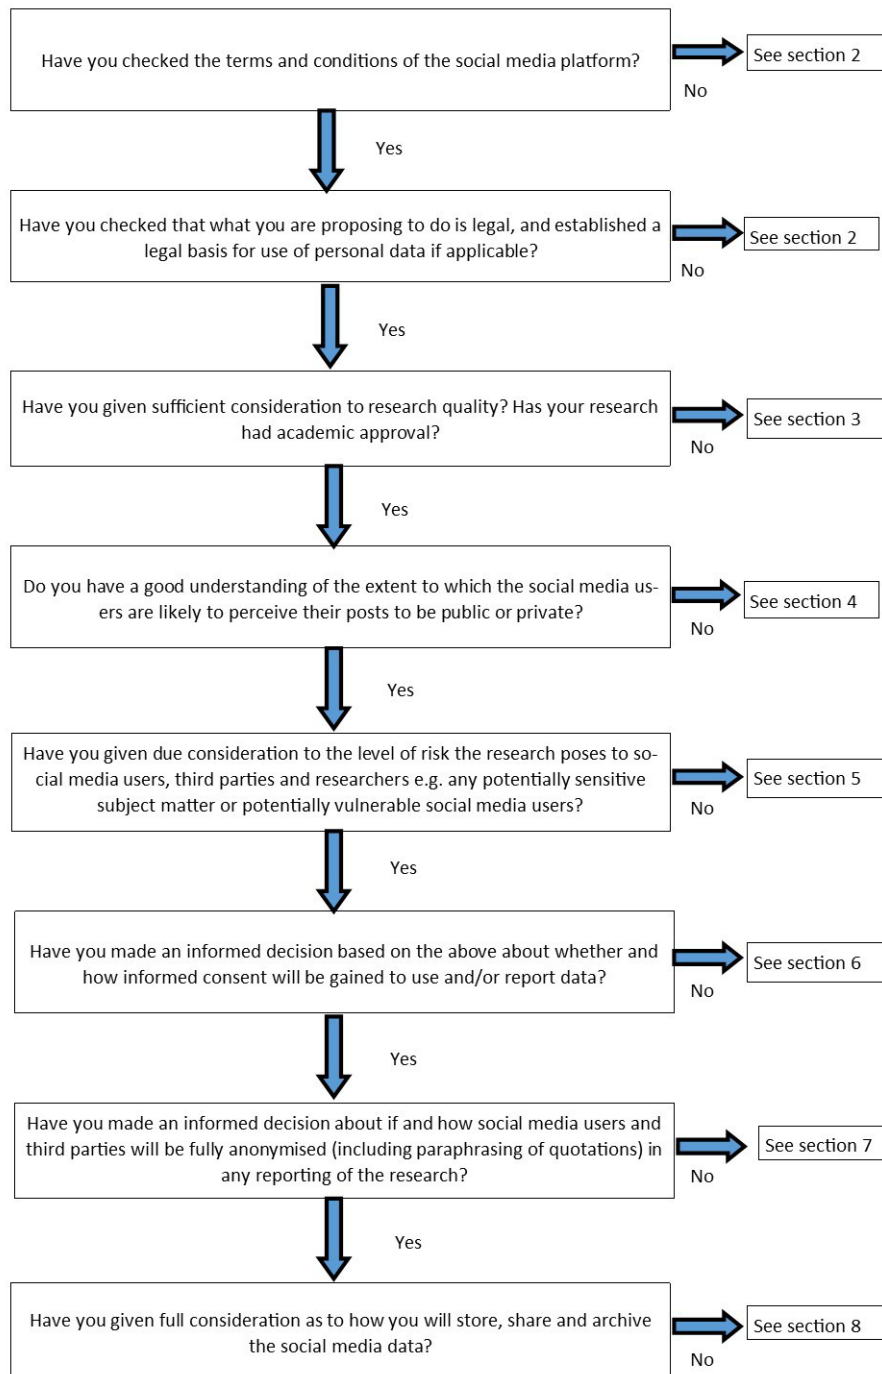 Have you checked the terms and conditions of the social media platform?
See section 2
No
Yes
Have you checked that what you are proposing to do is legal, and established a
legal basis for use of personal data if applicable?
See section 2
No
Yes
Have you given sufficient consideration to research quality? Has your research
had academic approval?
See section 3
No
Yes
Do you have a good understanding of the extent to which the social media us-
ers are likely to perceive their posts to be public or private?
See section 4
No
Yes
Have you given due consideration to the level of risk the research poses to so-
cial media users, third parties and researchers e.g. any potentially sensitive
subject matter or potentially vulnerable social media users?
See section 5
No
Yes
Have you made an informed decision based on the above about whether and
how informed consent will be gained to use and/or report data?
See section 6
No
Yes
Have you made an informed decision about if and how social media users and
third parties will be fully anonymised (including paraphrasing of quotations) in
any reporting of the research?
See section 7
No
Yes
Have you given full consideration as to how you will store, share and archive
the social media data?
See section 8
No